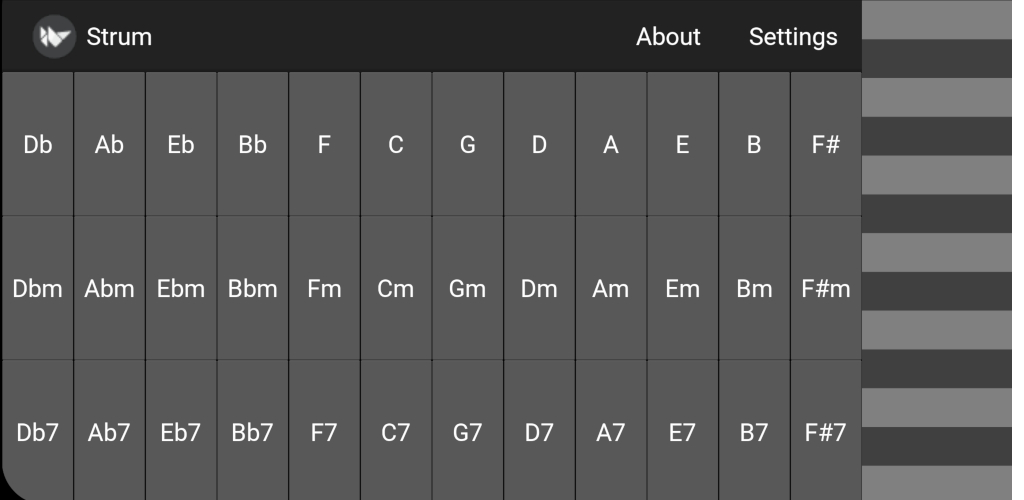 Strum About Settings
Db Ab Eb Bb F C G D A E B F#
Dbm Abm Ebm Bbm Fm Cm Gm Dm Am Em Bm F#m
Db7 Ab7 Eb7 Bb7 F7 C7 G7 D7 A7 E7 B7 F#7